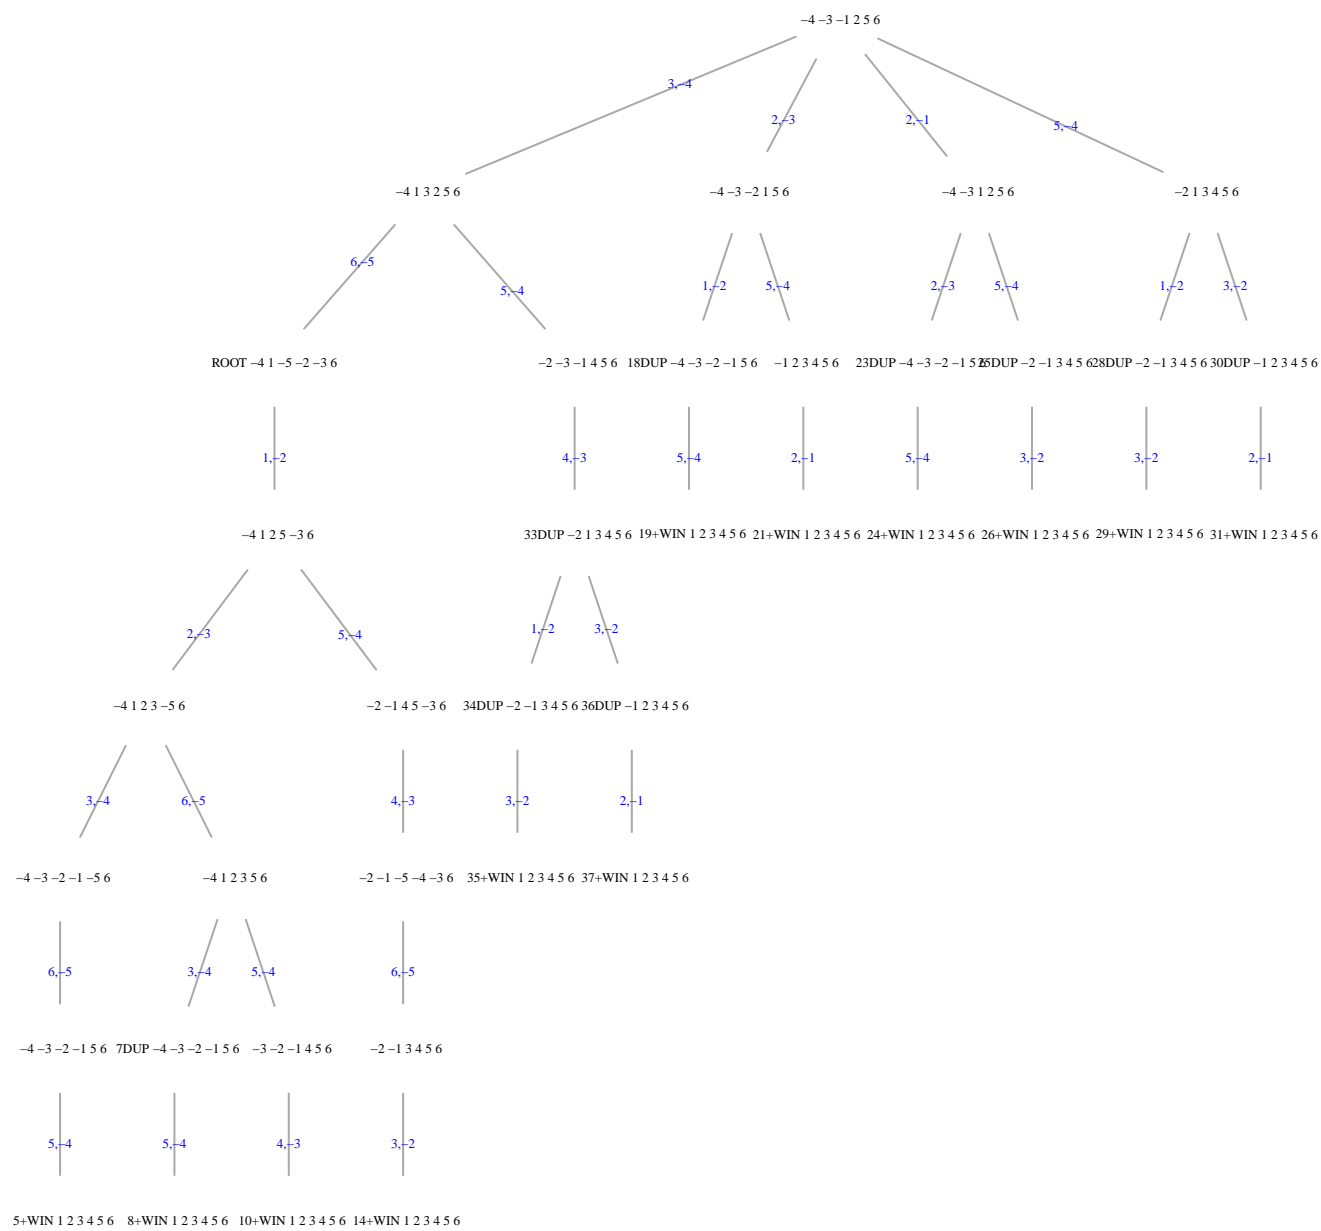 −4 −3 −1 2 5 6
3,−4
2,−3
2,−1
5,−4
−4 1 3 2 5 6
−4 −3 −2 1 5 6
−4 −3 1 2 5 6
−2 1 3 4 5 6
6,−5
5,−4
1,−2
5,−4
2,−3
5,−4
1,−2
3,−2
ROOT −4 1 −5 −2 −3 6
−2 −3 −1 4 5 6
18DUP −4 −3 −2 −1 5 6
−1 2 3 4 5 6
23DUP −4 −3 −2 −1 5 6
25DUP −2 −1 3 4 5 6
28DUP −2 −1 3 4 5 6
30DUP −1 2 3 4 5 6
1,−2
4,−3
5,−4
2,−1
5,−4
3,−2
3,−2
2,−1
−4 1 2 5 −3 6
33DUP −2 1 3 4 5 6
19+WIN 1 2 3 4 5 6
21+WIN 1 2 3 4 5 6
24+WIN 1 2 3 4 5 6
26+WIN 1 2 3 4 5 6
29+WIN 1 2 3 4 5 6
31+WIN 1 2 3 4 5 6
2,−3
5,−4
1,−2
3,−2
−4 1 2 3 −5 6
−2 −1 4 5 −3 6
34DUP −2 −1 3 4 5 6
36DUP −1 2 3 4 5 6
3,−4
6,−5
4,−3
3,−2
2,−1
−4 −3 −2 −1 −5 6
−4 1 2 3 5 6
−2 −1 −5 −4 −3 6
35+WIN 1 2 3 4 5 6
37+WIN 1 2 3 4 5 6
6,−5
3,−4
5,−4
6,−5
−4 −3 −2 −1 5 6
7DUP −4 −3 −2 −1 5 6
−3 −2 −1 4 5 6
−2 −1 3 4 5 6
5,−4
5,−4
4,−3
3,−2
5+WIN 1 2 3 4 5 6
8+WIN 1 2 3 4 5 6
10+WIN 1 2 3 4 5 6
14+WIN 1 2 3 4 5 6